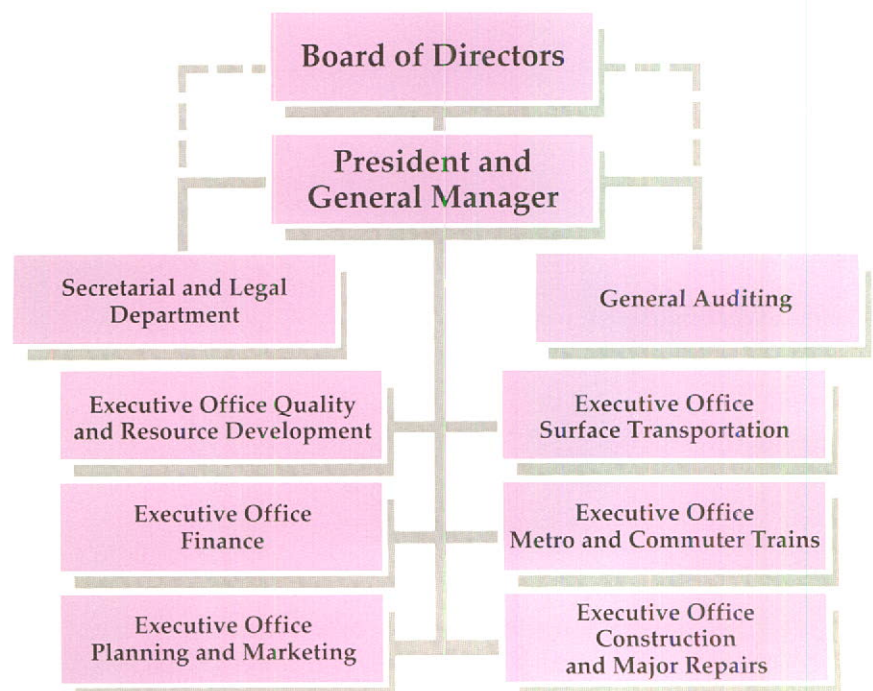 Board of Directors
President and
General Manager
Secretarial and Legal
Department
General Auditing
Executive Office Quality
and Resource Development
Executive Office
Surface Transportation
Executive Office
Finance
Executive Office
Metro and Commuter Trains
Executive Office
Planning and Marketing
Executive Office
Construction
and Major Repairs